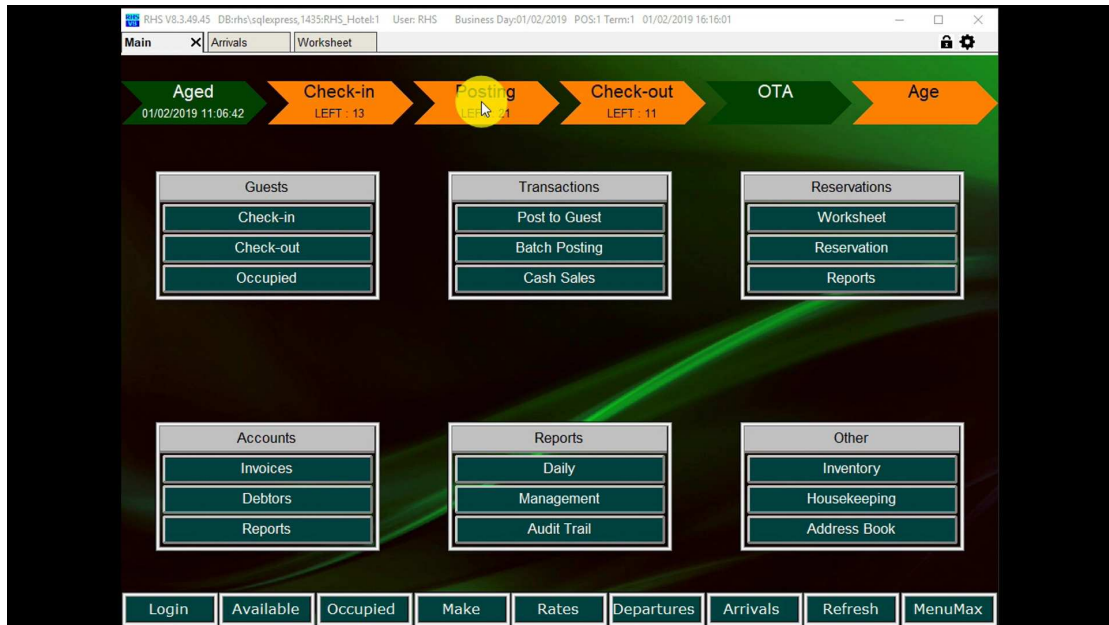 RHS V8.3.49.45 DB:rhs\sqlexpress,1435:RHS_Hotel:1 User: RHS Business Day:01/02/2019 POS:1 Term:1 01/02/2019 16:16:01
Main X Arrivals Worksheet
Aged Check-in Posting Check-out OTA Age
01/02/2019 11:06:42 LEFT : 13 LEFT : 21 LEFT : 11
Guests Transactions Reservations
Check-in Post to Guest Worksheet
Check-out Batch Posting Reservation
Occupied Cash Sales Reports
Accounts Reports Other
Invoices Daily Inventory
Debtors Management Housekeeping
Reports Audit Trail Address Book
Login Available Occupied Make Rates Departures Arrivals Refresh MenuMax